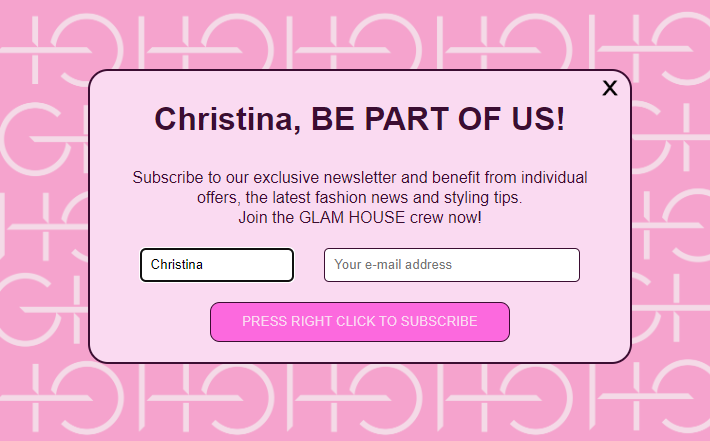 X
Christina, BE PART OF US!
Subscribe to our exclusive newsletter and benefit from individual
offers, the latest fashion news and styling tips.
Join the GLAM HOUSE crew now!
Christina
Your e-mail address
PRESS RIGHT CLICK TO SUBSCRIBE